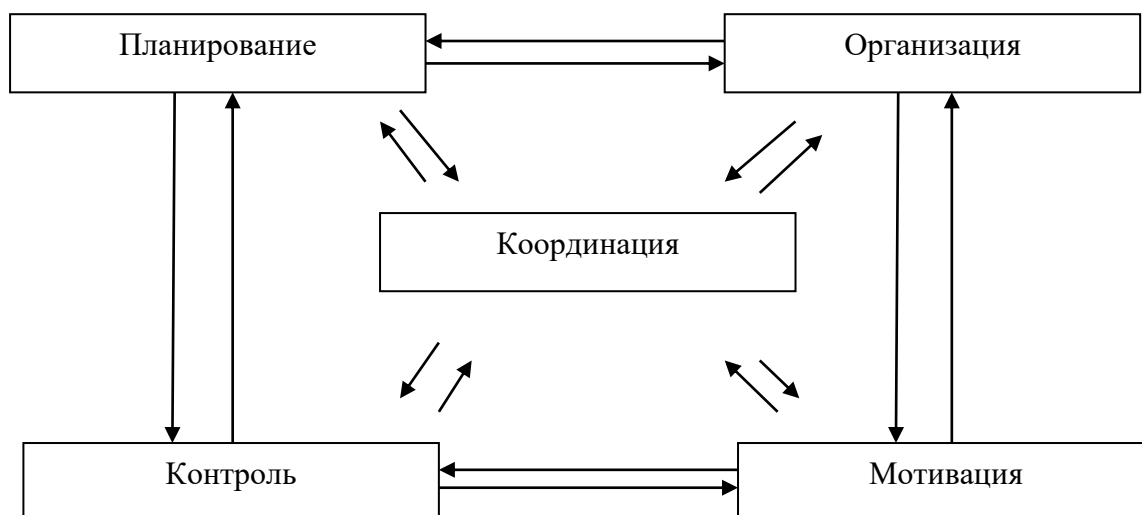 Планирование
Организация
Координация
Контроль
Мотивация